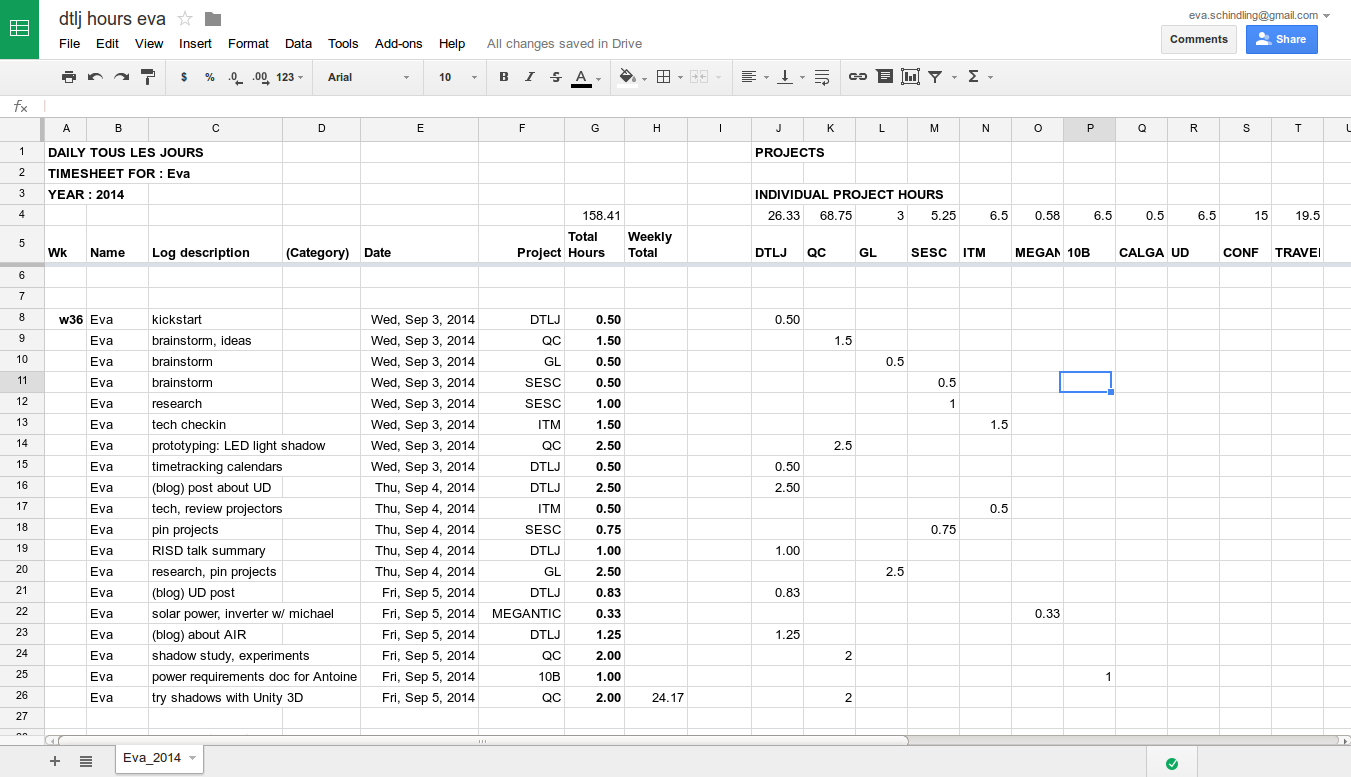 dtlj hours eva
eva.schindling@gmail.com
File Edit View Insert Format Data Tools Add-ons Help All changes saved in Drive
Comments Share
$ % .0 .00 123 Arial 10 B I S A Σ
fx
A B C D E F G H I J K L M N O P Q R S T
1 DAILY TOUS LES JOURS PROJECTS
2 TIMESHEET FOR : Eva
3 YEAR : 2014 INDIVIDUAL PROJECT HOURS
4 158.41 26.33 68.75 3 5.25 6.5 0.58 6.5 0.5 6.5 15 19.5
5 Wk Name Log description (Category) Date Project Total Hours Weekly Total DTLJ QC GL SESC ITM MEGAN 10B CALGA UD CONF TRAVEL
6
7
8 w36 Eva kickstart Wed, Sep 3, 2014 DTLJ 0.50 0.50
9 Eva brainstorm, ideas Wed, Sep 3, 2014 QC 1.50 1.5
10 Eva brainstorm Wed, Sep 3, 2014 GL 0.50 0.5
11 Eva brainstorm Wed, Sep 3, 2014 SESC 0.50 0.5
12 Eva research Wed, Sep 3, 2014 SESC 1.00 1
13 Eva tech checkin Wed, Sep 3, 2014 ITM 1.50 1.5
14 Eva prototyping: LED light shadow Wed, Sep 3, 2014 QC 2.50 2.5
15 Eva timetracking calendars Wed, Sep 3, 2014 DTLJ 0.50 0.50
16 Eva (blog) post about UD Thu, Sep 4, 2014 DTLJ 2.50 2.50
17 Eva tech, review projectors Thu, Sep 4, 2014 ITM 0.50 0.5
18 Eva pin projects Thu, Sep 4, 2014 SESC 0.75 0.75
19 Eva RISD talk summary Thu, Sep 4, 2014 DTLJ 1.00 1.00
20 Eva research, pin projects Thu, Sep 4, 2014 GL 2.50 2.5
21 Eva (blog) UD post Fri, Sep 5, 2014 DTLJ 0.83 0.83
22 Eva solar power, inverter w/ michael Fri, Sep 5, 2014 MEGANTIC 0.33 0.33
23 Eva (blog) about AIR Fri, Sep 5, 2014 DTLJ 1.25 1.25
24 Eva shadow study, experiments Fri, Sep 5, 2014 QC 2.00 2
25 Eva power requirements doc for Antoine Fri, Sep 5, 2014 10B 1.00 1
26 Eva try shadows with Unity 3D Fri, Sep 5, 2014 QC 2.00 24.17 2
27
Eva_2014